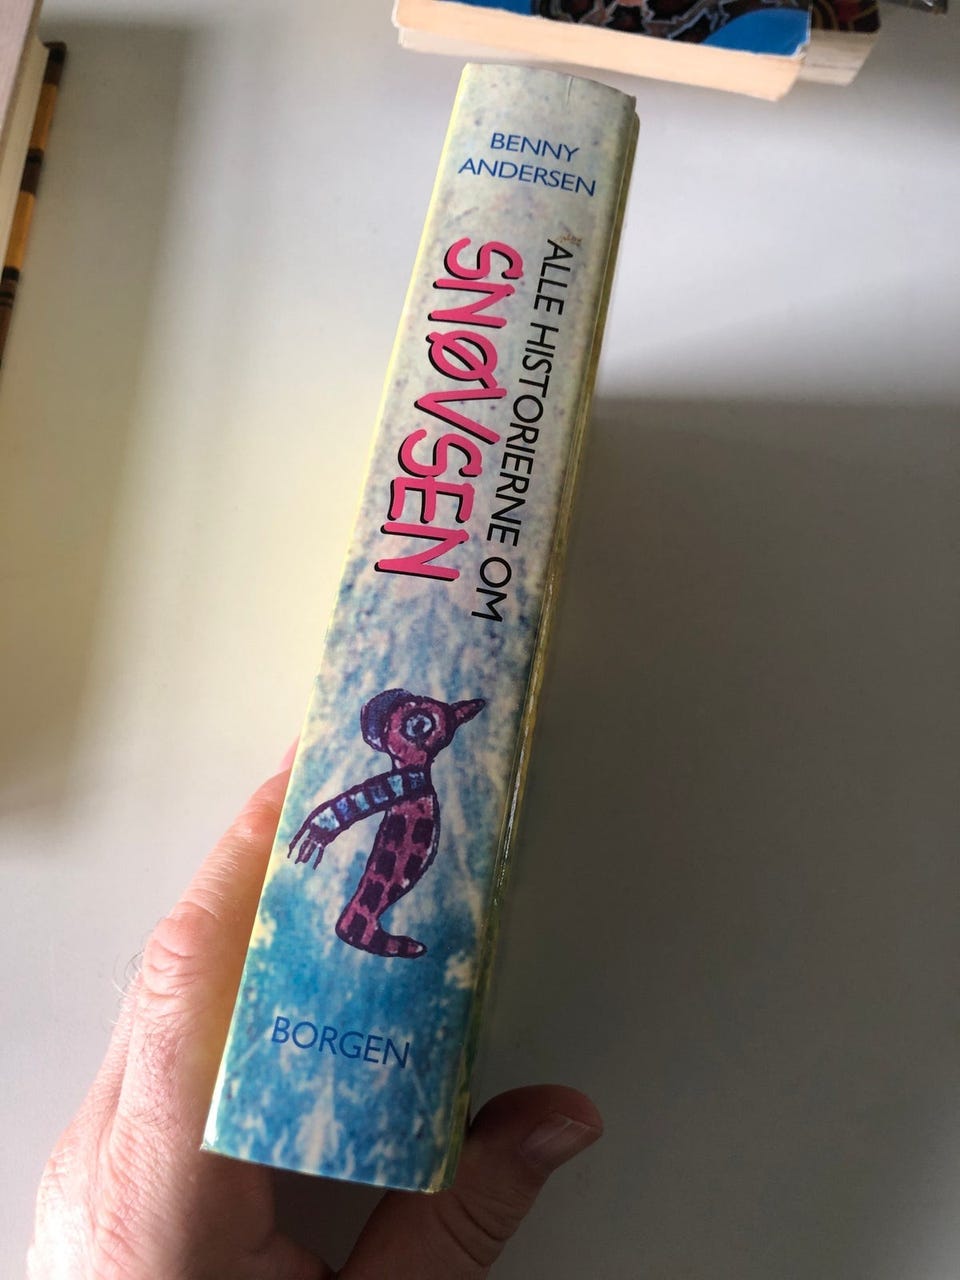 BENNY
ANDERSEN
ALLE HISTORIERNE OM
SNØVSEN
BORGEN